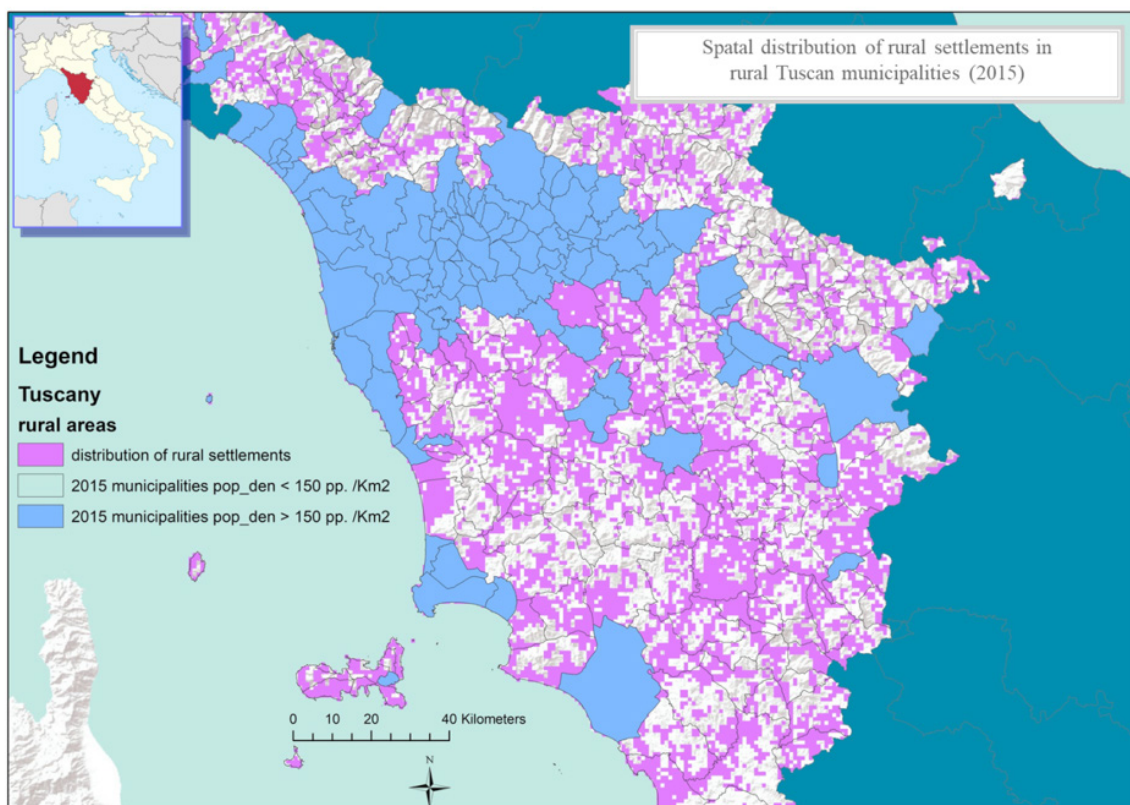 Spatal distribution of rural settlements in
rural Tuscan municipalities (2015)
Legend
Tuscany
rural areas
distribution of rural settlements
2015 municipalities pop_den < 150 pp. /Km2
2015 municipalities pop_den > 150 pp. /Km2
0 10 20 40 Kilometers
N